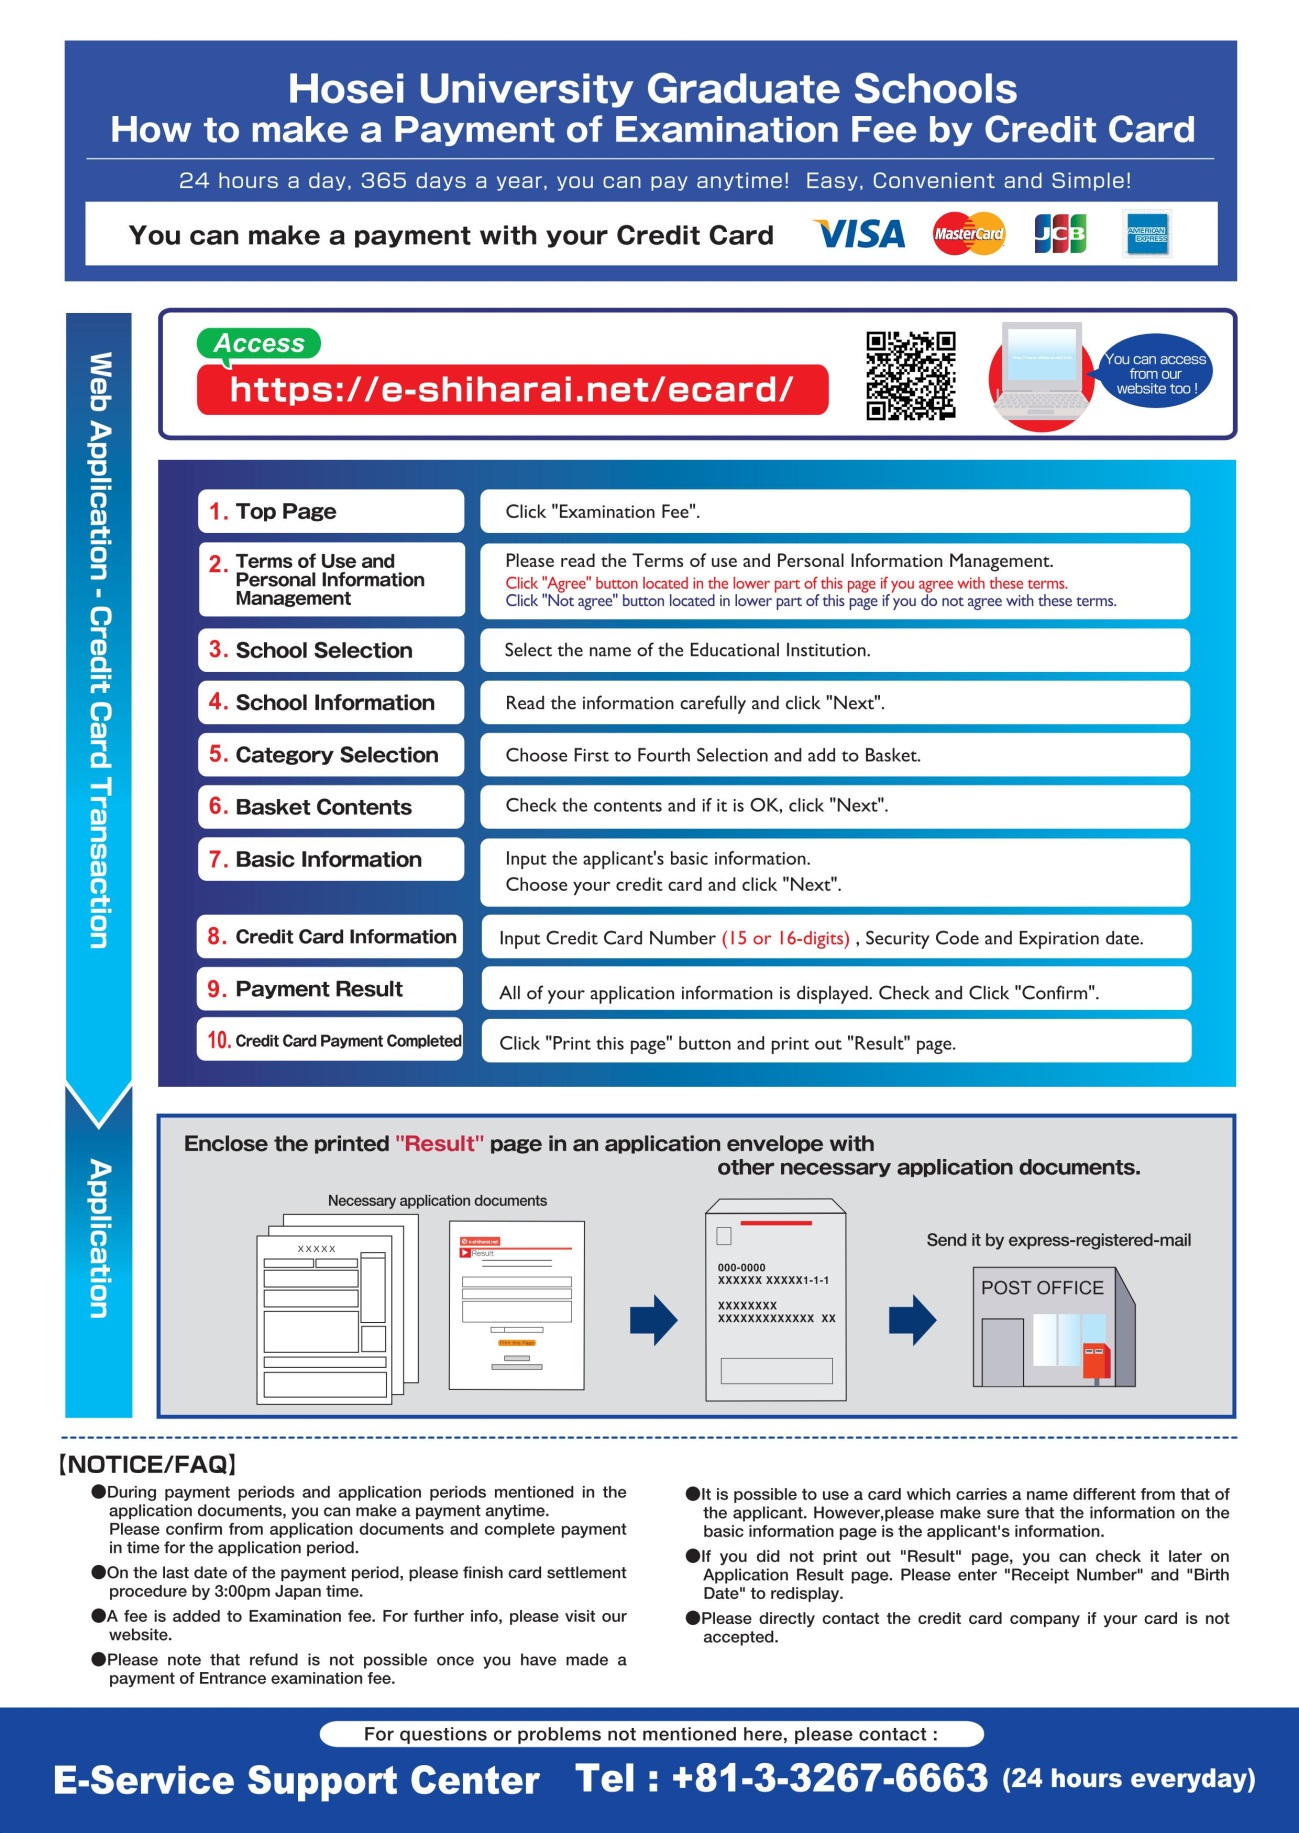 Hosei University Graduate Schools
How to make a Payment of Examination Fee by Credit Card
24 hours a day, 365 days a year, you can pay anytime! Easy, Convenient and Simple!
You can make a payment with your Credit Card
VISA
MasterCard
JCB
AMERICAN
EXPRESS
Web Application - Credit Card Transaction
Access
https://e-shiharai.net/ecard/
You can access
from our
website too !
1. Top Page
Click "Examination Fee".
2. Terms of Use and
Personal Information
Management
Please read the Terms of use and Personal Information Management.
Click "Agree" button located in the lower part of this page if you agree with these terms.
Click "Not agree" button located in lower part of this page if you do not agree with these terms.
3. School Selection
Select the name of the Educational Institution.
4. School Information
Read the information carefully and click "Next".
5. Category Selection
Choose First to Fourth Selection and add to Basket.
6. Basket Contents
Check the contents and if it is OK, click "Next".
7. Basic Information
Input the applicant's basic information.
Choose your credit card and click "Next".
8. Credit Card Information
Input Credit Card Number (15 or 16-digits) , Security Code and Expiration date.
9. Payment Result
All of your application information is displayed. Check and Click "Confirm".
10. Credit Card Payment Completed
Click "Print this page" button and print out "Result" page.
Application
Enclose the printed "Result" page in an application envelope with
other necessary application documents.
Necessary application documents
XXXXX
e-shiharai.net
Result
Print this Page
000-0000
XXXXXX XXXXX1-1-1
XXXXXXXX
XXXXXXXXXXXXXX XX
Send it by express-registered-mail
POST OFFICE
【NOTICE/FAQ】
●During payment periods and application periods mentioned in the
application documents, you can make a payment anytime.
Please confirm from application documents and complete payment
in time for the application period.
●On the last date of the payment period, please finish card settlement
procedure by 3:00pm Japan time.
●A fee is added to Examination fee. For further info, please visit our
website.
●Please note that refund is not possible once you have made a
payment of Entrance examination fee.
●It is possible to use a card which carries a name different from that of
the applicant. However,please make sure that the information on the
basic information page is the applicant's information.
●If you did not print out "Result" page, you can check it later on
Application Result page. Please enter "Receipt Number" and "Birth
Date" to redisplay.
●Please directly contact the credit card company if your card is not
accepted.
For questions or problems not mentioned here, please contact :
E-Service Support Center Tel : +81-3-3267-6663 (24 hours everyday)